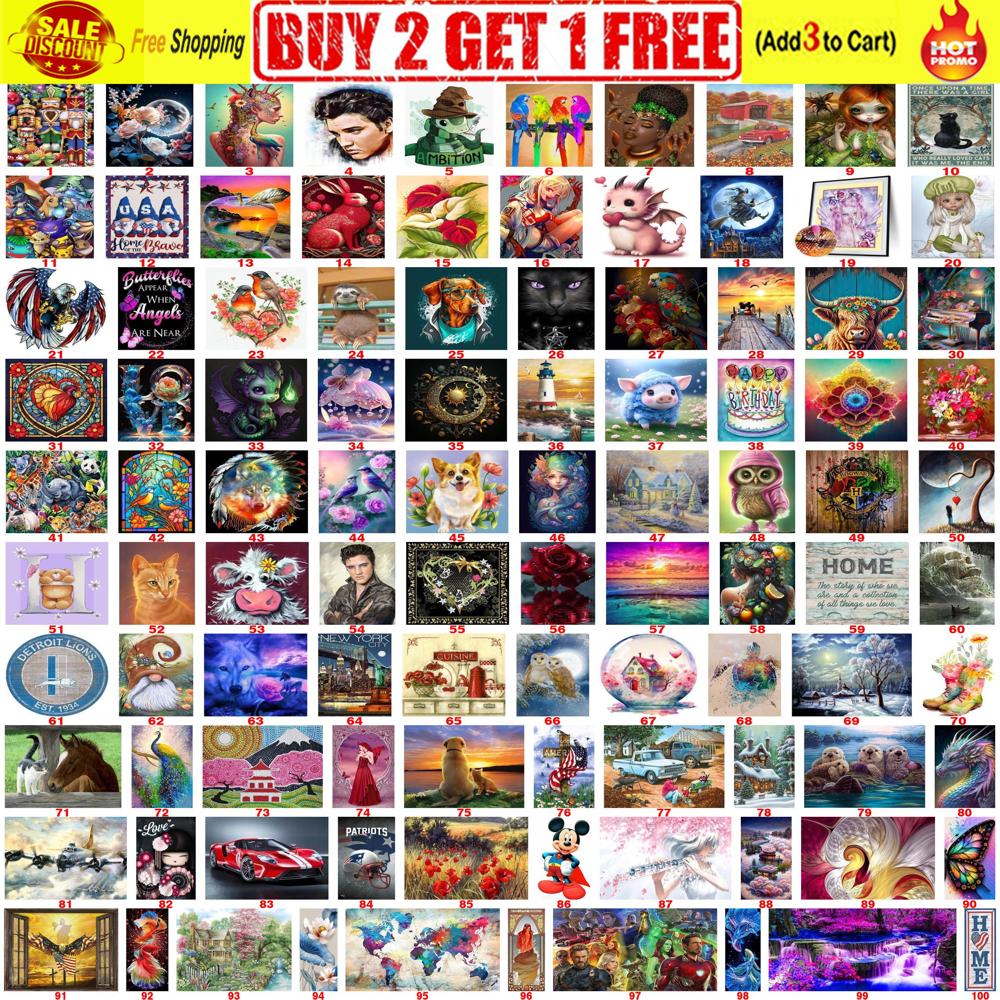 SALE
DISCOUNT
Free Shopping
BUY 2 GET 1 FREE
(Add 3 to Cart)
HOT
PROMO
AMBITION
ONCE UPON A TIME,
THERE WAS A GIRL
WHO REALLY LOVED CATS
IT WAS ME. THE END.
1 2 3 4 5 6 7 8 9 10
USA
Home OF THE Brave
11 12 13 14 15 16 17 18 19 20
Butterflies
APPEAR
WHEN
Angels
ARE NEAR
21 22 23 24 25 26 27 28 29 30
HAPPY
BIRTHDAY
31 32 33 34 35 36 37 38 39 40
H
41 42 43 44 45 46 47 48 49 50
HOME
The story of who we
are and a collection
of all things we love.
51 52 53 54 55 56 57 58 59 60
DETROIT LIONS
EST. 1934
NEW YORK
CITY
CUISINE
61 62 63 64 65 66 67 68 69 70
71 72 73 74 75 76 77 78 79 80
Love
PATRIOTS
81 82 83 84 85 86 87 88 89 90
HOME
91 92 93 94 95 96 97 98 99 100